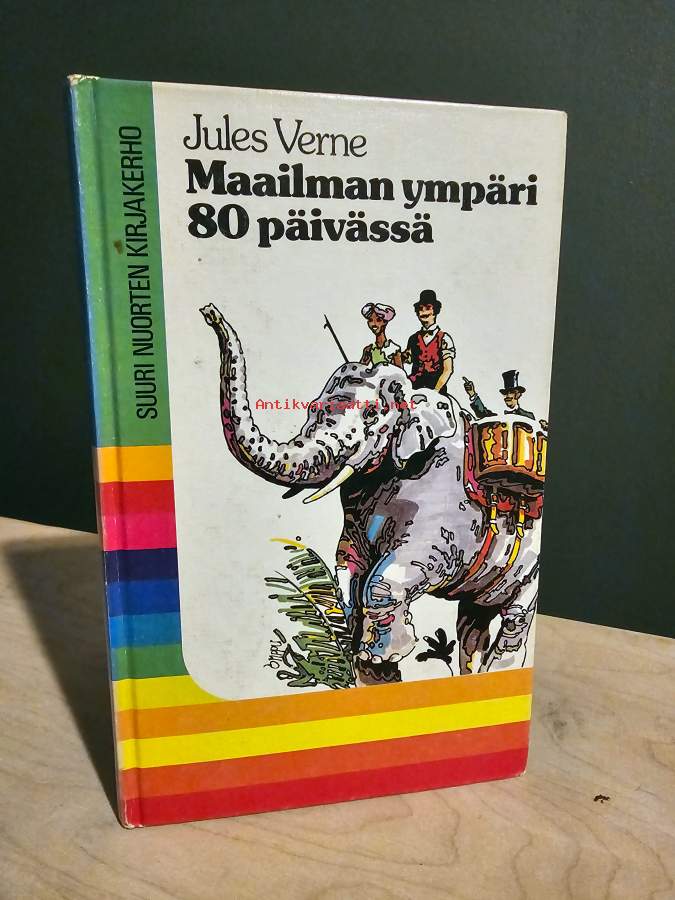 Jules Verne
Maailman ympäri
80 päivässä
SUURI NUORTEN KIRJAKERHO
Antikvariaatti.net